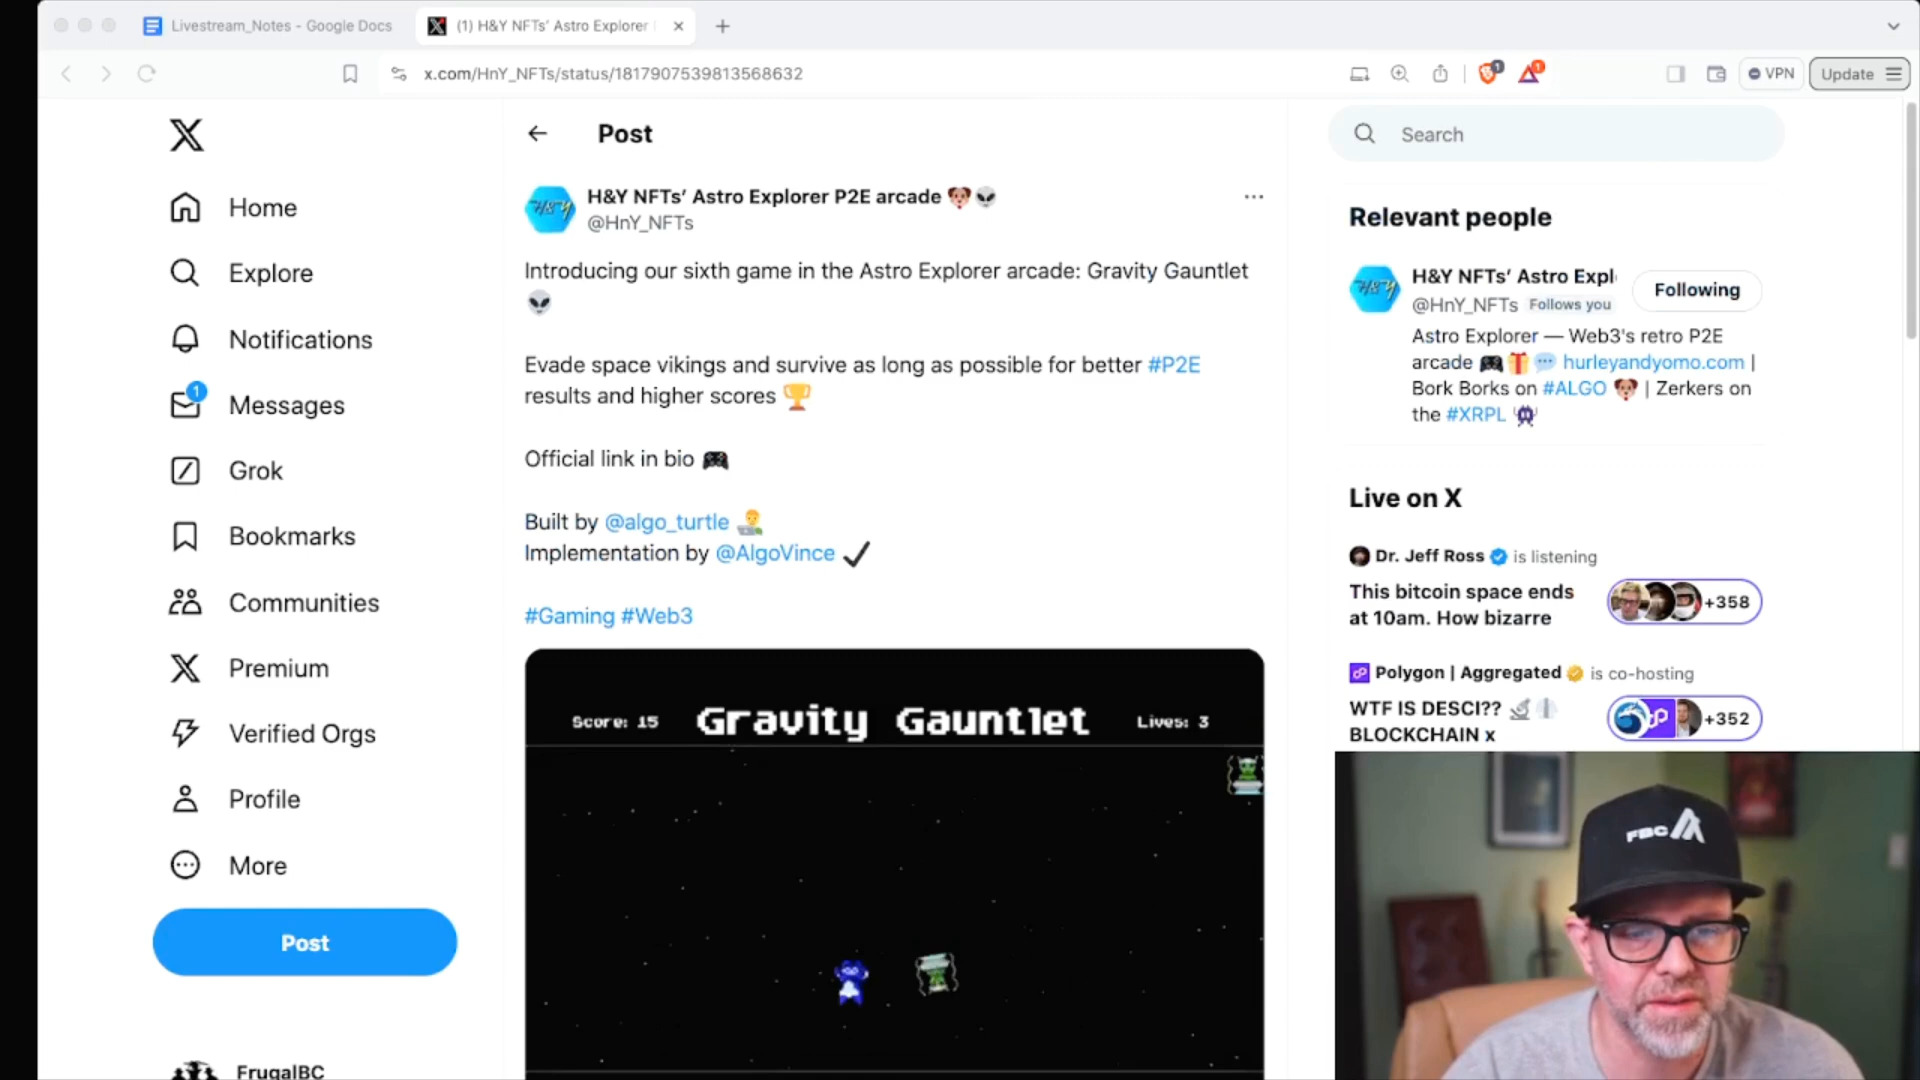 Livestream_Notes - Google Docs
(1) H&Y NFTs' Astro Explorer
x.com/HnY_NFTs/status/1817907539813568632
1
1
VPN
Update
Home
Explore
Notifications
1
Messages
Grok
Bookmarks
Communities
Premium
Verified Orgs
Profile
More
Post
FrugalBC
Post
H&Y NFTs' Astro Explorer P2E arcade 🐶👽
@HnY_NFTs
Introducing our sixth game in the Astro Explorer arcade: Gravity Gauntlet
👽
Evade space vikings and survive as long as possible for better #P2E
results and higher scores 🏆
Official link in bio 🎮
Built by @algo_turtle 🧑‍💻
Implementation by @AlgoVince ✔
#Gaming #Web3
Score: 15
Gravity Gauntlet
Lives: 3
Search
Relevant people
H&Y
H&Y NFTs' Astro Expl
@HnY_NFTs Follows you
Following
Astro Explorer — Web3's retro P2E
arcade 🎮🎁💬 hurleyandyomo.com |
Bork Borks on #ALGO 🐶 | Zerkers on
the #XRPL 👾
Live on X
Dr. Jeff Ross is listening
This bitcoin space ends
at 10am. How bizarre
+358
Polygon | Aggregated is co-hosting
WTF IS DESCI?? 🔬
BLOCKCHAIN x
+352
FBC